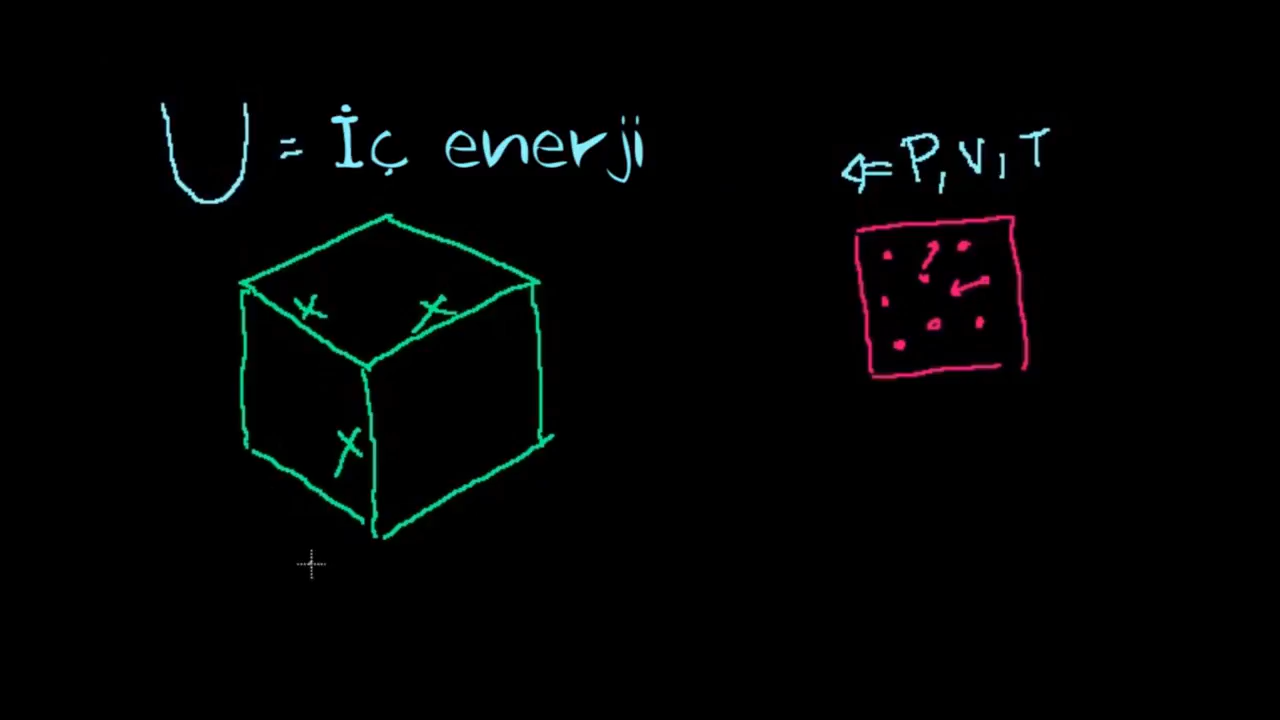 U = İç enerji
⇐ P, V, T
x x
x